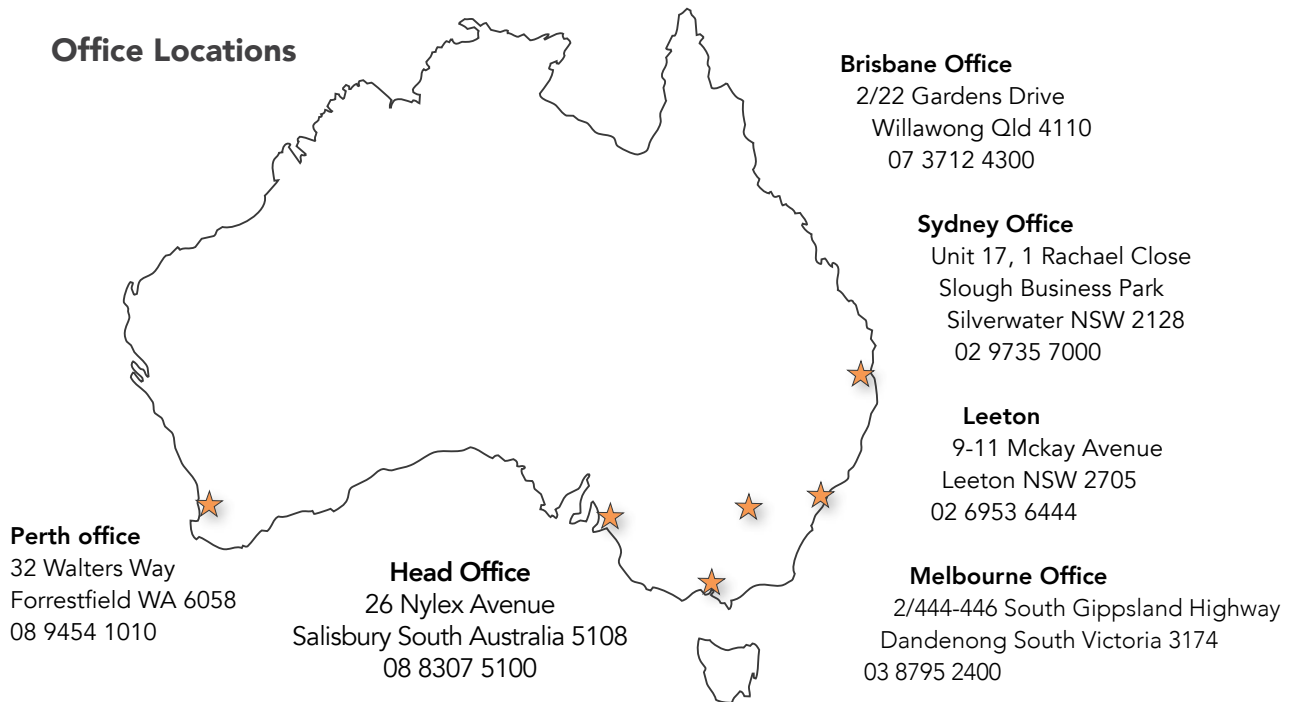 Office Locations
Brisbane Office
2/22 Gardens Drive
Willawong Qld 4110
07 3712 4300
Sydney Office
Unit 17, 1 Rachael Close
Slough Business Park
Silverwater NSW 2128
02 9735 7000
Leeton
9-11 Mckay Avenue
Leeton NSW 2705
02 6953 6444
Perth office
32 Walters Way
Forrestfield WA 6058
08 9454 1010
Head Office
26 Nylex Avenue
Salisbury South Australia 5108
08 8307 5100
Melbourne Office
2/444-446 South Gippsland Highway
Dandenong South Victoria 3174
03 8795 2400